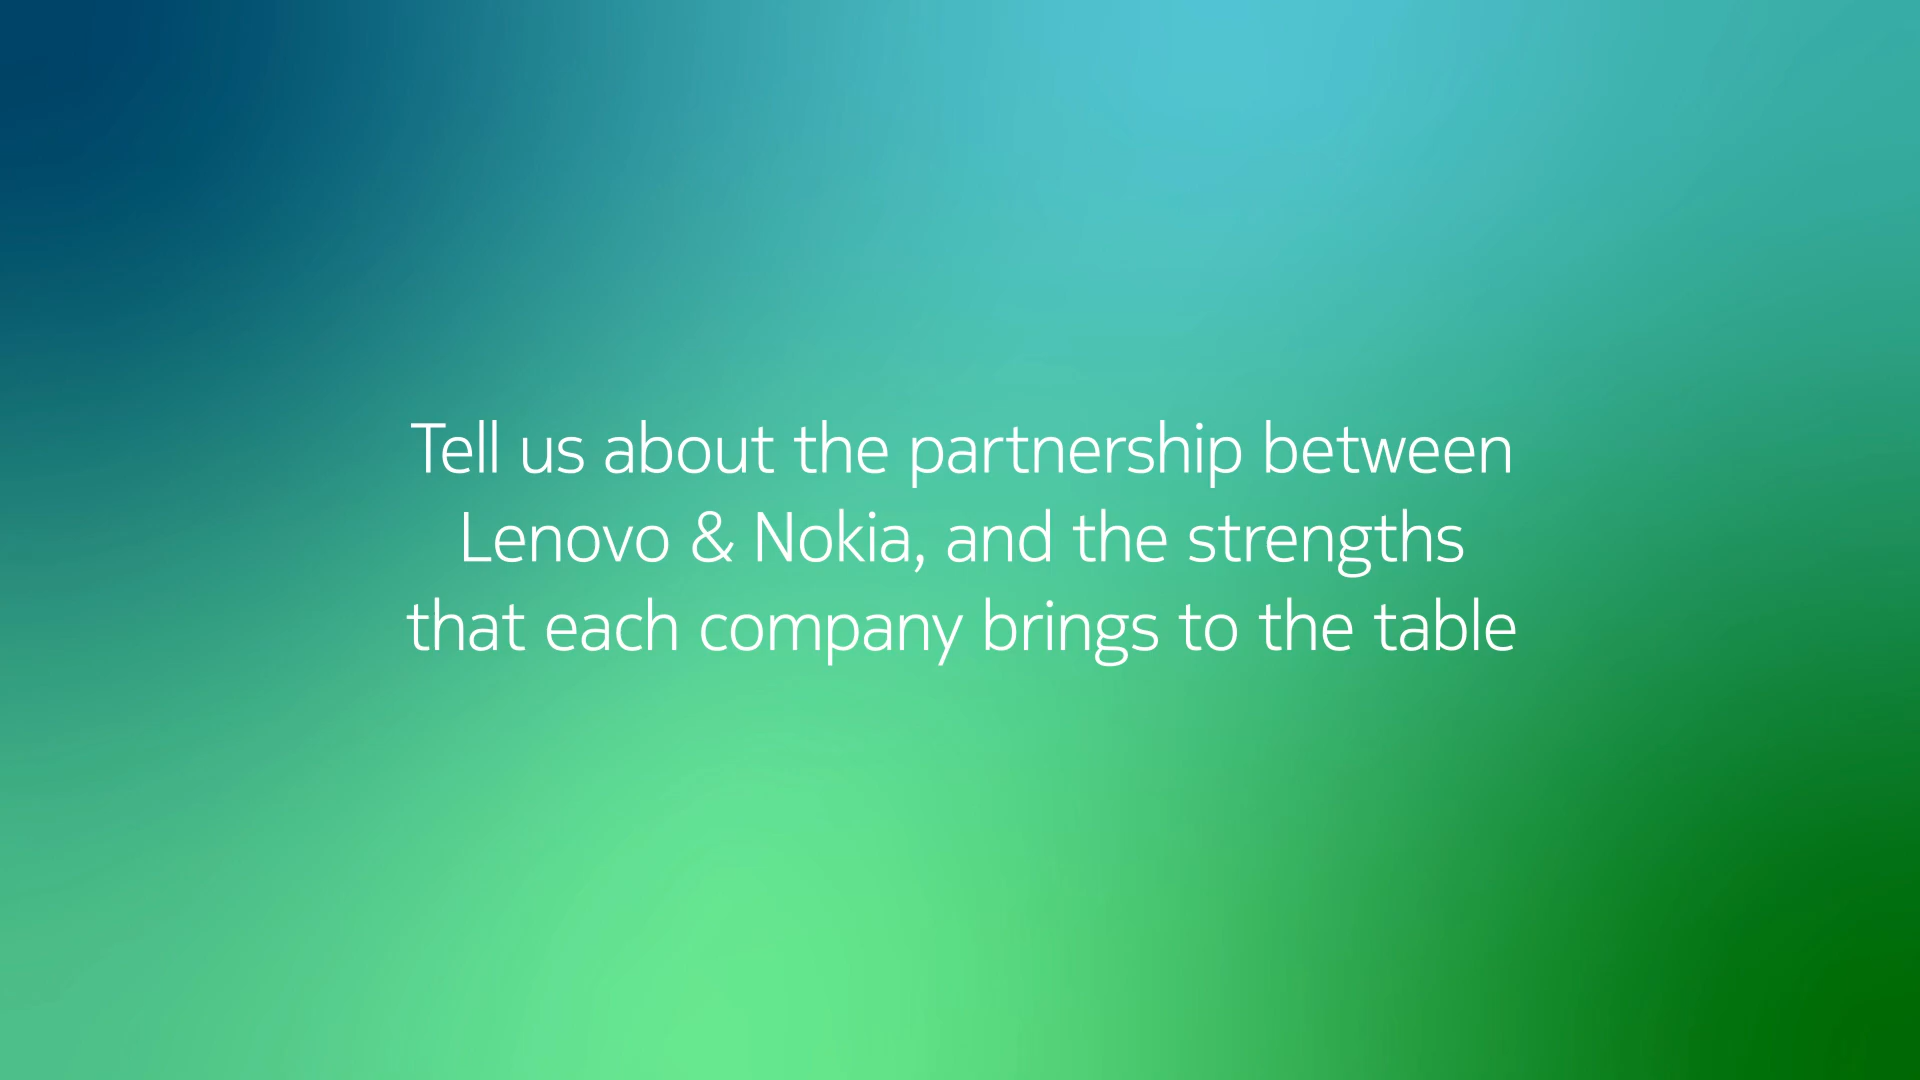 Tell us about the partnership between
Lenovo & Nokia, and the strengths
that each company brings to the table